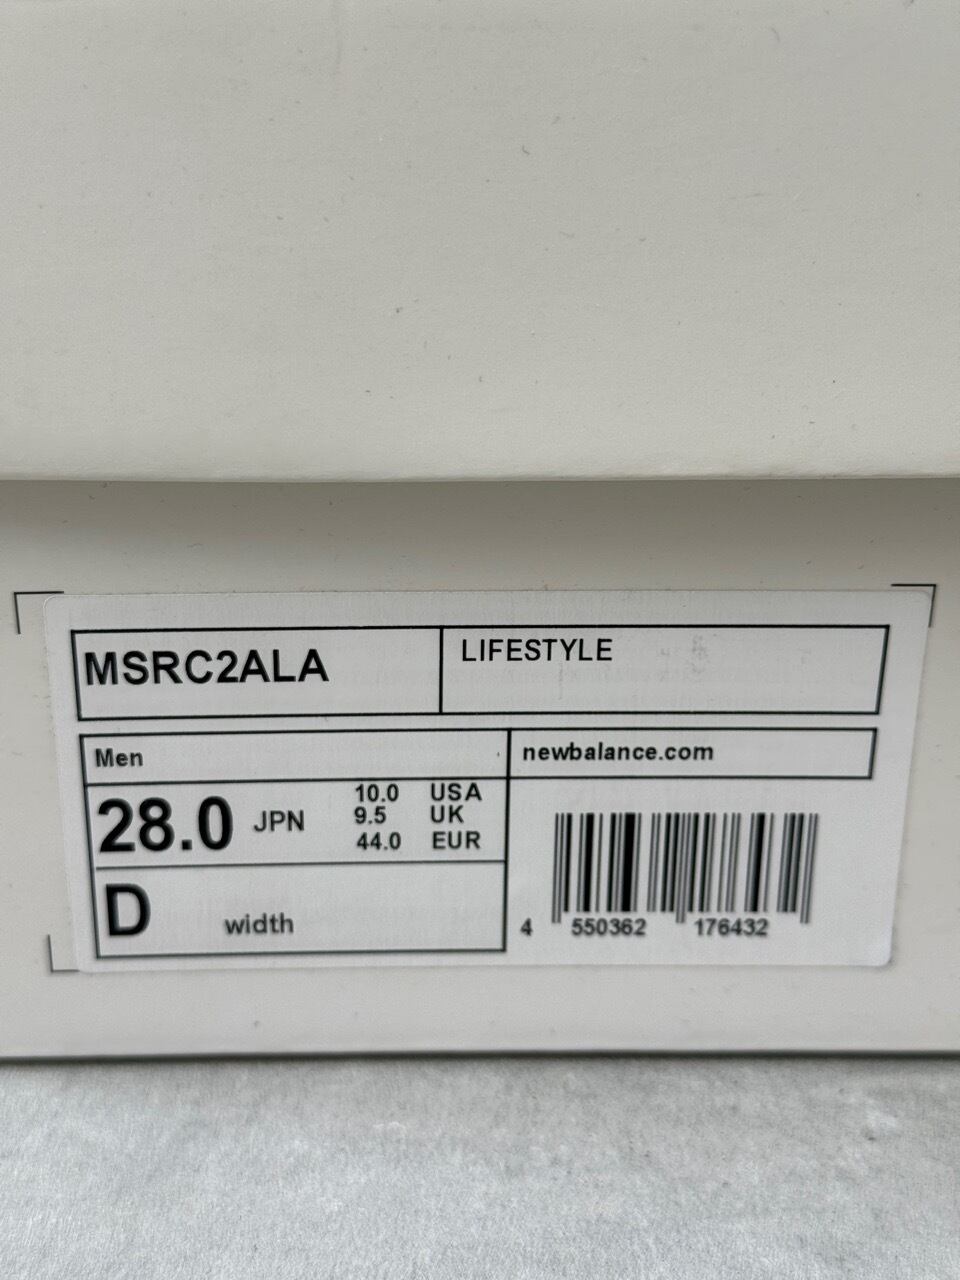 MSRC2ALA
LIFESTYLE
Men
newbalance.com
28.0 JPN
10.0 USA
9.5 UK
44.0 EUR
D width
4 550362 176432